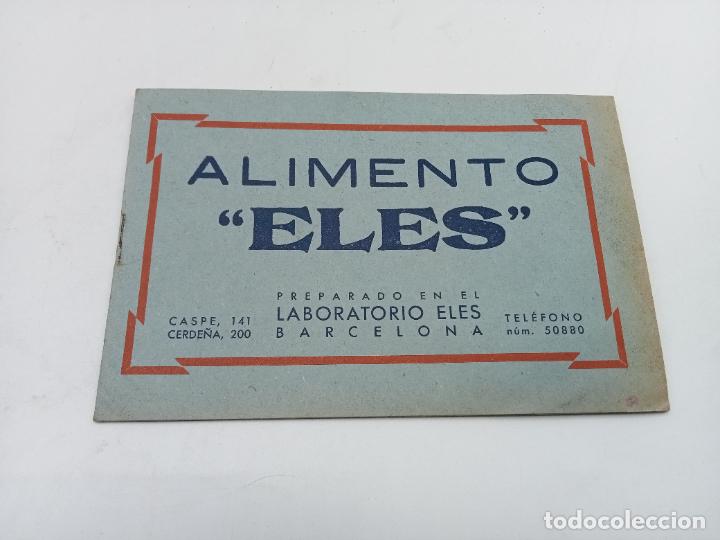 ALIMENTO
"ELES"
PREPARADO EN EL
LABORATORIO ELES
BARCELONA
CASPE, 141
CERDEÑA, 200
TELÉFONO
núm. 50880
todocoleccion